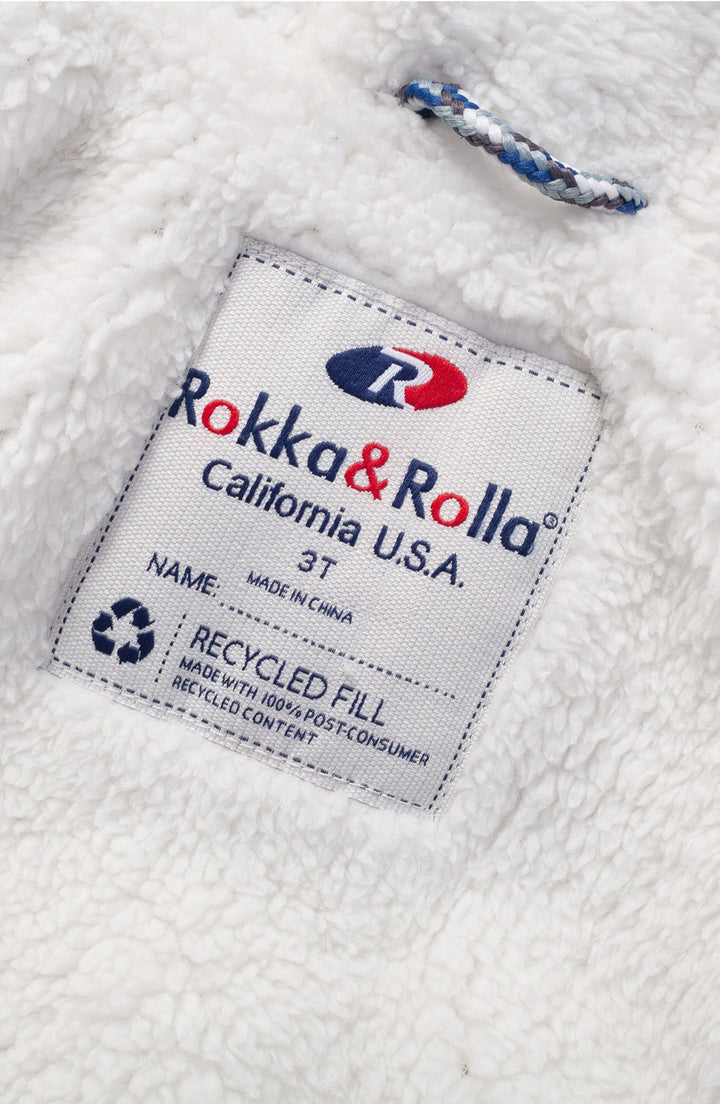 R
Rokka&Rolla®
California U.S.A.
3T
MADE IN CHINA
NAME:
RECYCLED FILL
MADE WITH 100% POST-CONSUMER
RECYCLED CONTENT